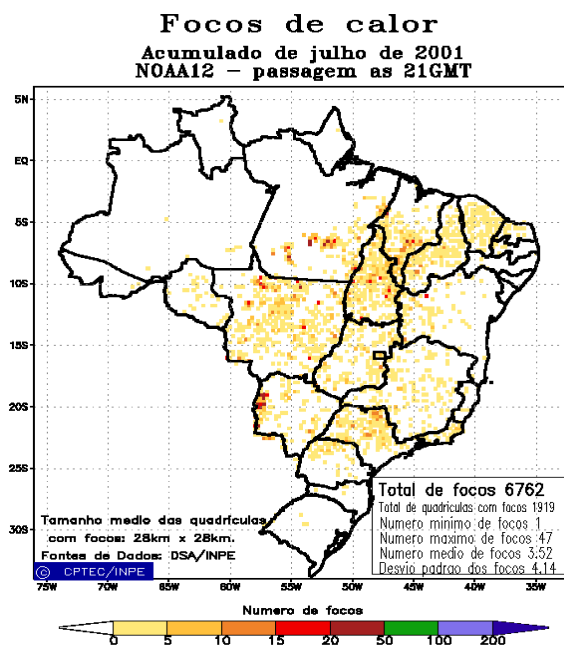 Focos de calor
Acumulado de julho de 2001
NOAA12 - passagem as 21GMT
5N
EQ
5S
10S
15S
20S
25S
30S
Total de focos 6762
Total de quadriculas com focos 1919
Numero minimo de focos 1
Numero maximo de focos 47
Numero medio de focos 3.52
Desvio padrao dos focos 4.14
Tamanho medio das quadrículas
com focos: 28km x 28km.
Fontes de Dados: DSA/INPE
© CPTEC/INPE
75W 70W 65W 60W 55W 50W 45W 40W 35W
Numero de focos
0 5 10 15 20 50 100 200